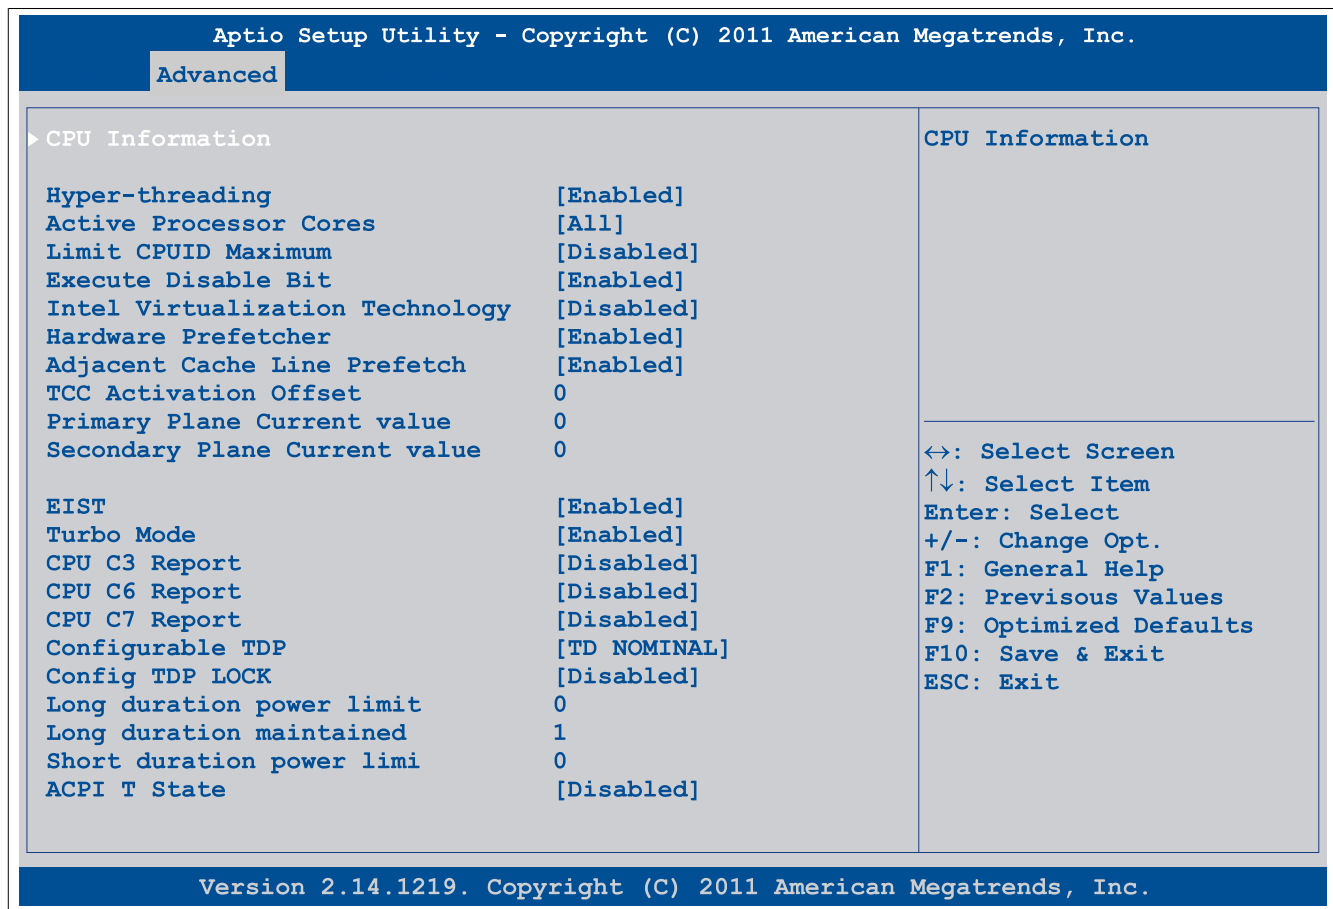 Aptio Setup Utility - Copyright (C) 2011 American Megatrends, Inc.
Advanced
CPU Information
Hyper-threading [Enabled]
Active Processor Cores [All]
Limit CPUID Maximum [Disabled]
Execute Disable Bit [Enabled]
Intel Virtualization Technology [Disabled]
Hardware Prefetcher [Enabled]
Adjacent Cache Line Prefetch [Enabled]
TCC Activation Offset 0
Primary Plane Current value 0
Secondary Plane Current value 0
EIST [Enabled]
Turbo Mode [Enabled]
CPU C3 Report [Disabled]
CPU C6 Report [Disabled]
CPU C7 Report [Disabled]
Configurable TDP [TD NOMINAL]
Config TDP LOCK [Disabled]
Long duration power limit 0
Long duration maintained 1
Short duration power limi 0
ACPI T State [Disabled]
CPU Information
↔: Select Screen
↑↓: Select Item
Enter: Select
+/-: Change Opt.
F1: General Help
F2: Previsous Values
F9: Optimized Defaults
F10: Save & Exit
ESC: Exit
Version 2.14.1219. Copyright (C) 2011 American Megatrends, Inc.